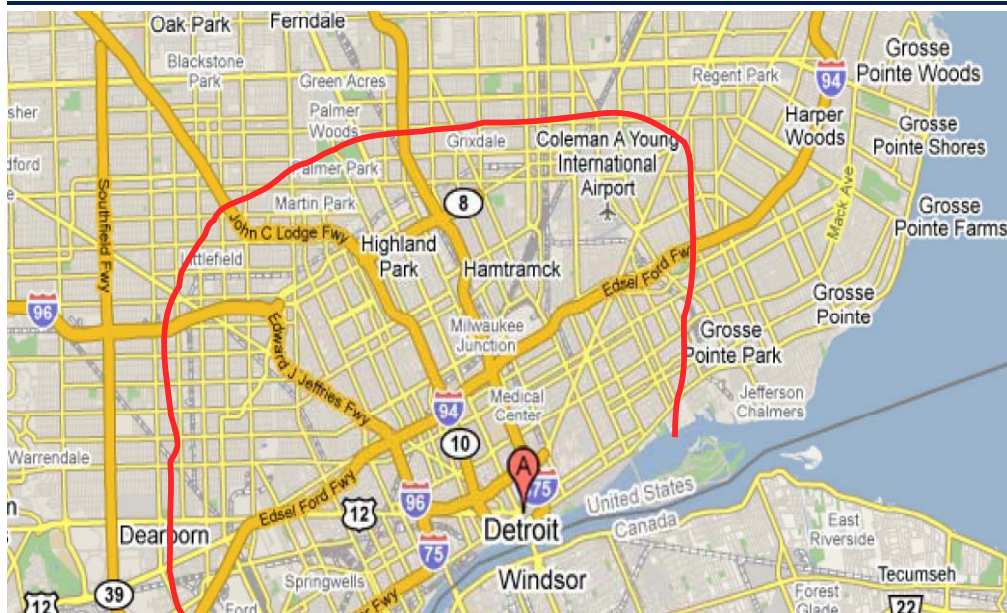 Oak Park
Ferndale
Blackstone
Park
Green Acres
Regent Park
94
Grosse
Pointe Woods
sher
Palmer
Woods
Grixdale
Coleman A Young
International
Airport
Harper
Woods
Grosse
Pointe Shores
dford
Palmer Park
Southfield Fwy
Martin Park
8
Mack Ave
Grosse
Pointe Farms
John C Lodge Fwy
Highland
Park
Littlefield
Hamtramck
Edsel Ford Fwy
96
Grosse
Pointe
Edward J Jeffries Fwy
Milwaukee
Junction
Grosse
Pointe Park
94
Medical
Center
Jefferson
Chalmers
10
Warrendale
A
75
United States
Canada
96
12
Edsel Ford Fwy
Dearborn
Detroit
75
East
Riverside
Springwells
Windsor
Tecumseh
12
39
Ford
Fwy
Forest
Glade
22